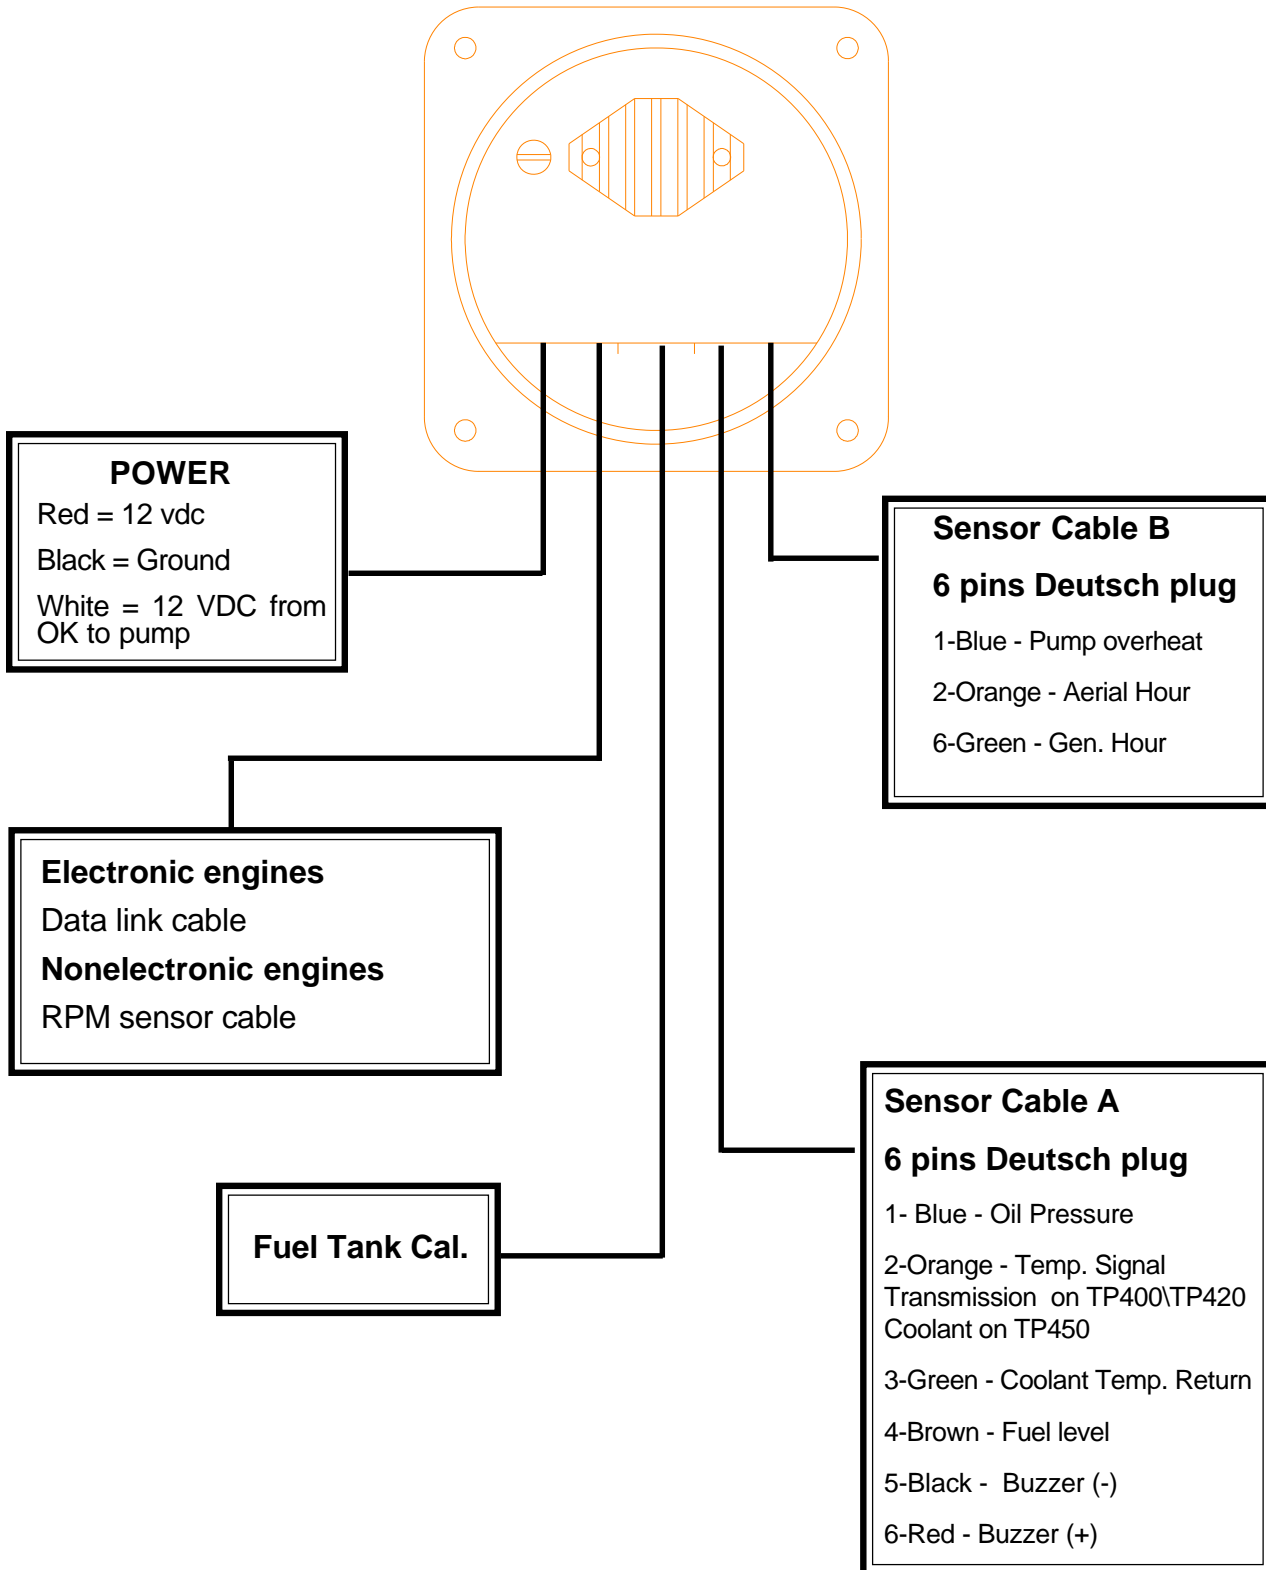 POWER
Red = 12 vdc
Black = Ground
White = 12 VDC from
OK to pump
Sensor Cable B
6 pins Deutsch plug
1-Blue - Pump overheat
2-Orange - Aerial Hour
6-Green - Gen. Hour
Electronic engines
Data link cable
Nonelectronic engines
RPM sensor cable
Fuel Tank Cal.
Sensor Cable A
6 pins Deutsch plug
1- Blue - Oil Pressure
2-Orange - Temp. Signal
Transmission on TP400\TP420
Coolant on TP450
3-Green - Coolant Temp. Return
4-Brown - Fuel level
5-Black - Buzzer (-)
6-Red - Buzzer (+)